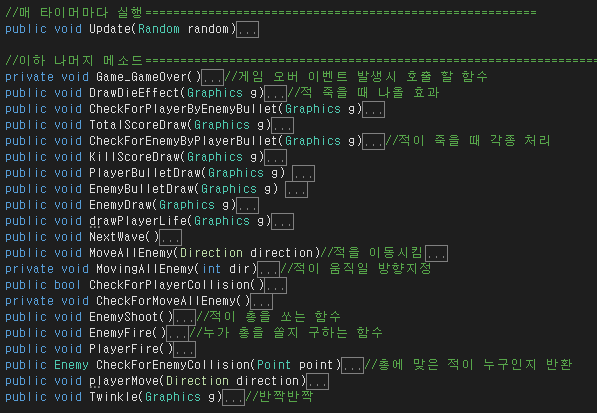 //매 타이머마다 실행======================================================
public void Update(Random random)...
//이하 나머지 메소드======================================================
private void Game_GameOver()...//게임 오버 이벤트 발생시 호출 할 함수
public void DrawDieEffect(Graphics g)...//적 죽을 때 나올 효과
public void CheckForPlayerByEnemyBullet(Graphics g)...
public void TotalScoreDraw(Graphics g)...
public void CheckForEnemyByPlayerBullet(Graphics g)...//적이 죽을 때 각종 처리
public void KillScoreDraw(Graphics g)...
public void PlayerBulletDraw(Graphics g) ...
public void EnemyBulletDraw(Graphics g) ...
public void EnemyDraw(Graphics g)...
public void drawPlayerLife(Graphics g)...
public void NextWave()...
public void MoveAllEnemy(Direction direction)//적을 이동시킴...
private void MovingAllEnemy(int dir)...//적이 움직일 방향지정
public bool CheckForPlayerCollision()...
private void CheckForMoveAllEnemy()...
public void EnemyShoot()...//적이 총을 쏘는 함수
public void EnemyFire()...//누가 총을 쏠지 구하는 함수
public void PlayerFire()...
public Enemy CheckForEnemyCollision(Point point)...//총에 맞은 적이 누구인지 반환
public void playerMove(Direction direction)...
public void Twinkle(Graphics g)...//반짝반짝